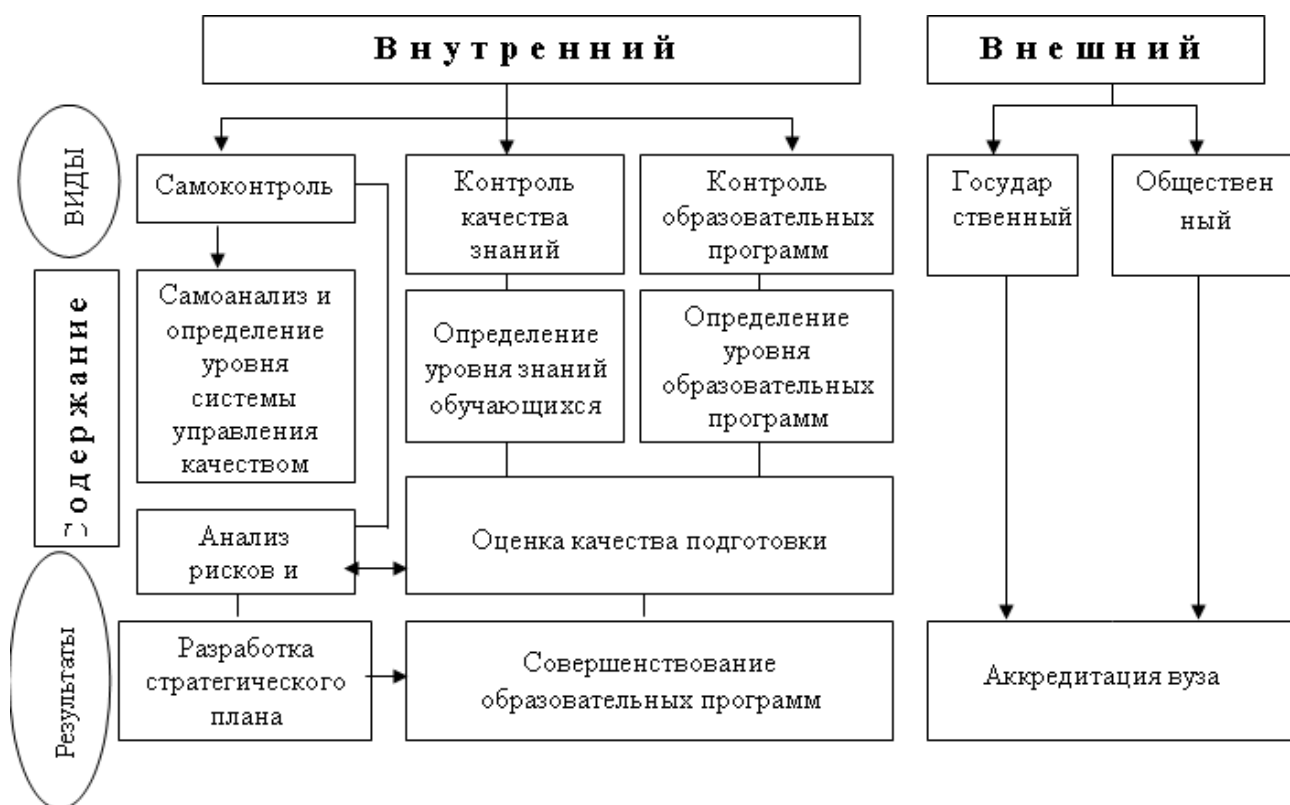 Внутренний
Внешний
ВИДЫ
Самоконтроль
Контроль
качества
знаний
Контроль
образовательных
программ
Государ
ственный
Обществен
ный
Содержание
Самоанализ и
определение
уровня
системы
управления
качеством
Определение
уровня знаний
обучающихся
Определение
уровня
образовательных
программ
Анализ
рисков и
Оценка качества подготовки
Результаты
Разработка
стратегического
плана
Совершенствование
образовательных программ
Аккредитация вуза